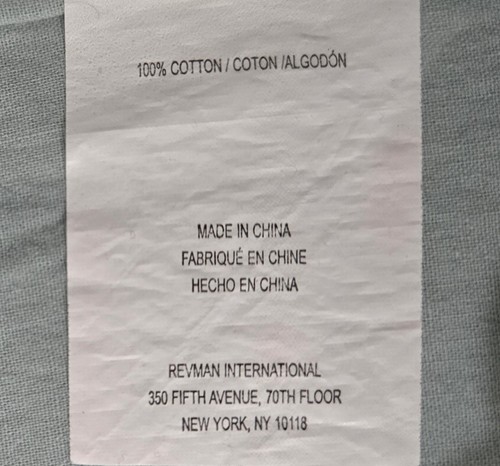 100% COTTON / COTON /ALGODÓN
MADE IN CHINA
FABRIQUÉ EN CHINE
HECHO EN CHINA
REVMAN INTERNATIONAL
350 FIFTH AVENUE, 70TH FLOOR
NEW YORK, NY 10118